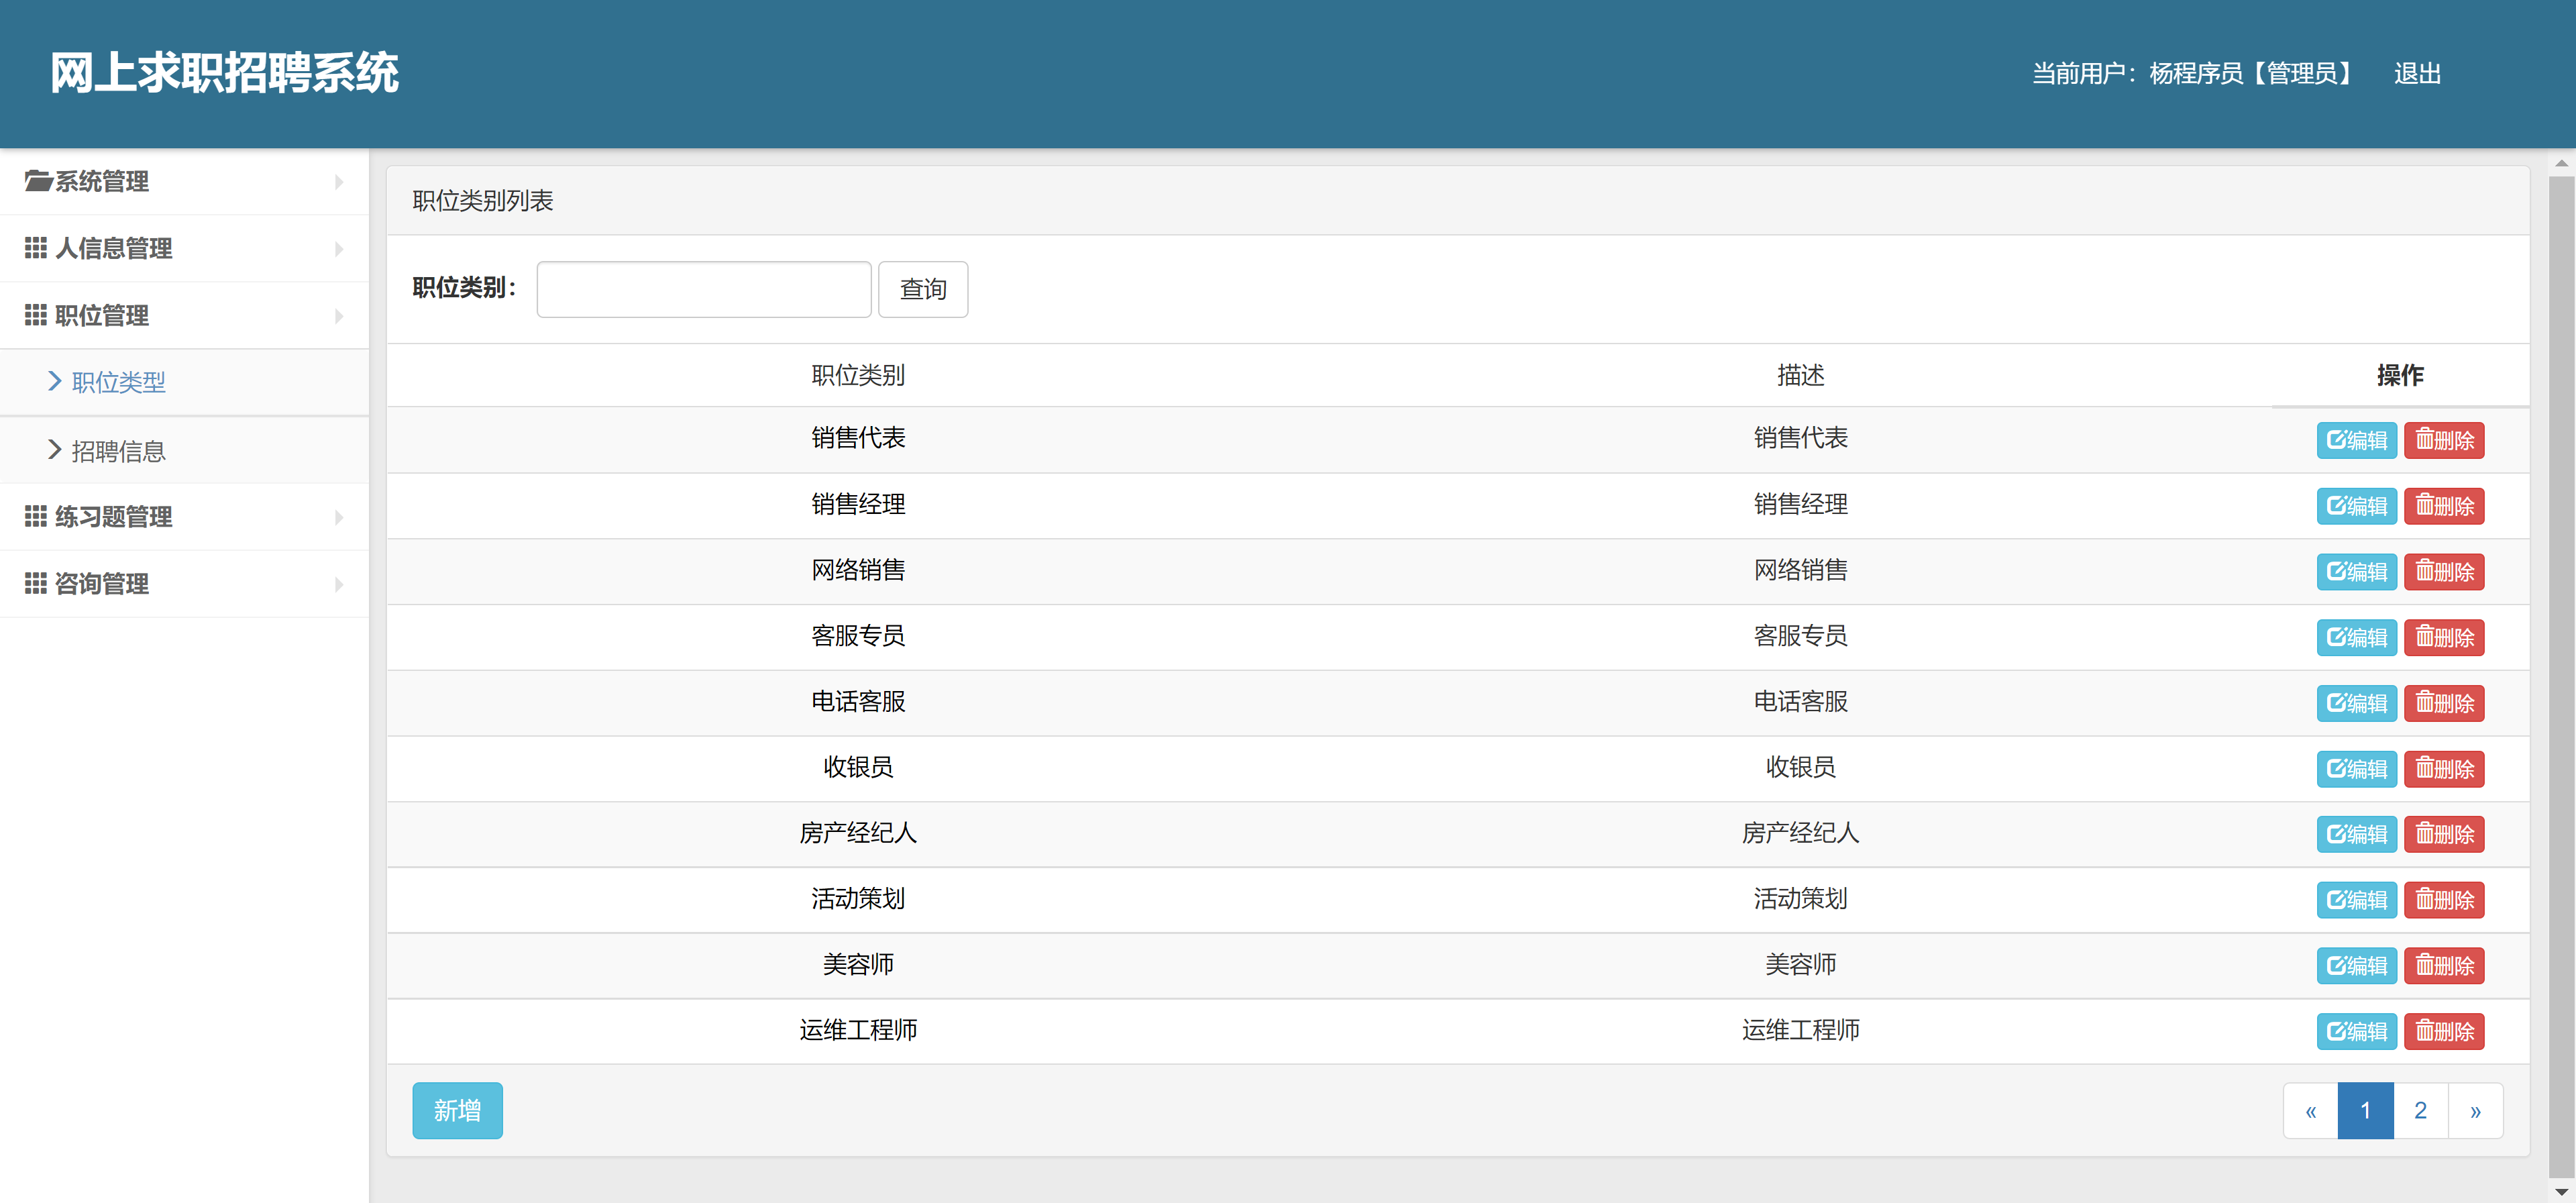 网上求职招聘系统
当前用户：杨程序员【管理员】 退出
系统管理
人信息管理
职位管理
职位类型
招聘信息
练习题管理
咨询管理
职位类别列表
职位类别： 查询
职位类别 描述 操作
销售代表 销售代表 编辑 删除
销售经理 销售经理 编辑 删除
网络销售 网络销售 编辑 删除
客服专员 客服专员 编辑 删除
电话客服 电话客服 编辑 删除
收银员 收银员 编辑 删除
房产经纪人 房产经纪人 编辑 删除
活动策划 活动策划 编辑 删除
美容师 美容师 编辑 删除
运维工程师 运维工程师 编辑 删除
新增 « 1 2 »